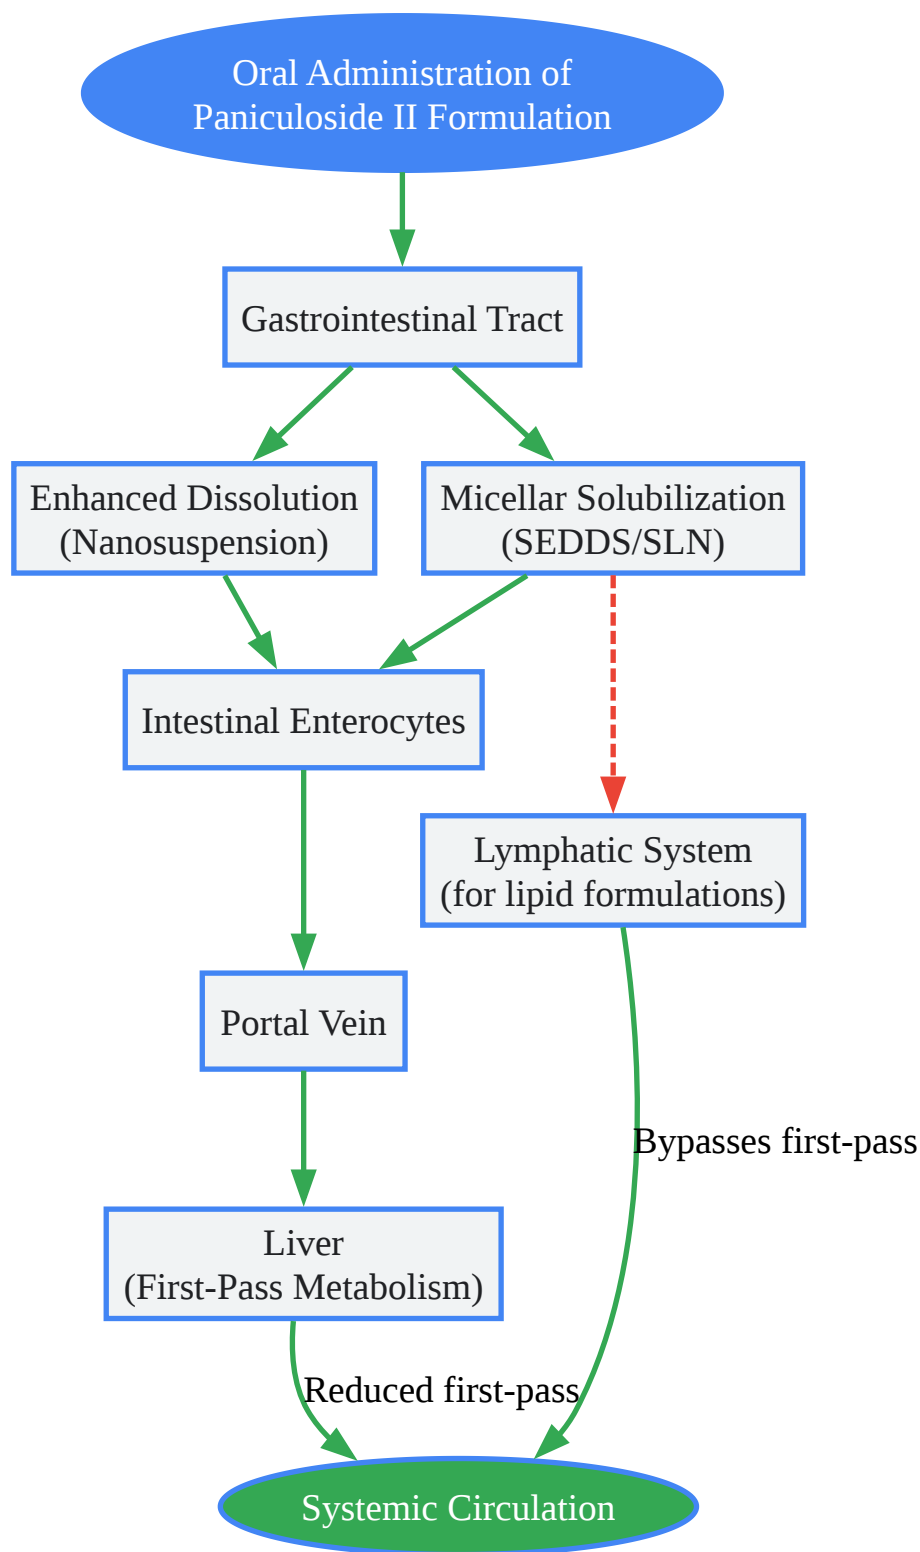 Oral Administration of
Paniculoside II Formulation
Gastrointestinal Tract
Enhanced Dissolution
(Nanosuspension)
Micellar Solubilization
(SEDDS/SLN)
Intestinal Enterocytes
Lymphatic System
(for lipid formulations)
Portal Vein
Bypasses first-pass
Liver
(First-Pass Metabolism)
Reduced first-pass
Systemic Circulation